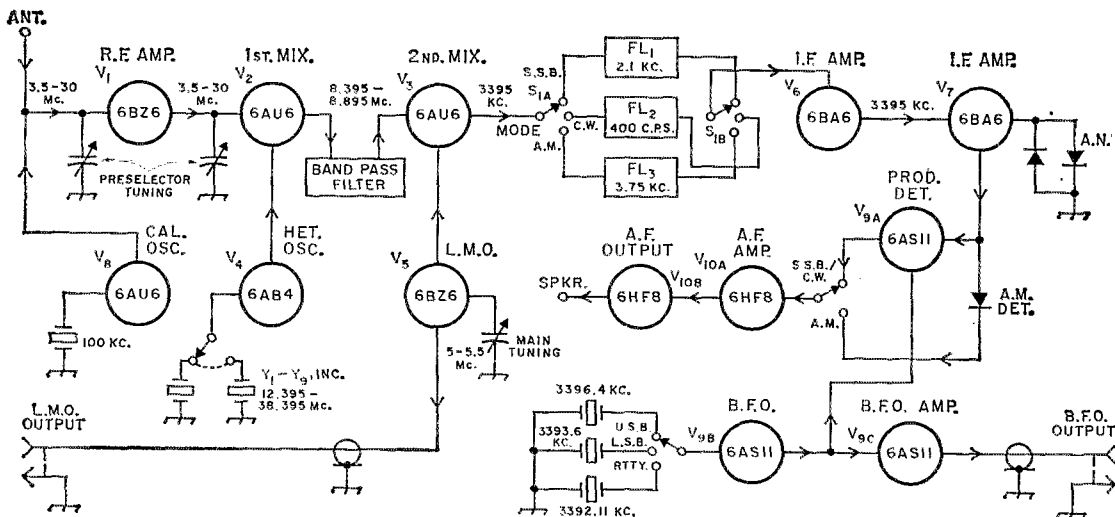 ANT.
R.F. AMP.
V1
6BZ6
3.5-30 Mc.
3.5-30 Mc.
PRESELECTOR TUNING
1ST. MIX.
V2
6AU6
8.395 - 8.895 Mc.
BAND PASS FILTER
2ND. MIX.
V3
6AU6
3395 KC.
S.S.B.
S1A
MODE
C.W.
A.M.
FL1
2.1 KC.
FL2
400 C.P.S.
FL3
3.75 KC.
S1B
I.F. AMP.
V6
6BA6
3395 KC.
I.F. AMP.
V7
6BA6
A.N.
CAL. OSC.
V8
6AU6
100 KC.
HET. OSC.
V4
6AB4
Y1-Y9, INC.
12.395- 38.395 Mc.
L.M.O.
V5
6BZ6
5-5.5 Mc.
MAIN TUNING
SPKR.
A.F. OUTPUT
6HF8
V10B
A.F. AMP.
V10A
6HF8
S.S.B./ C.W.
A.M.
PROD. DET.
V9A
6AS11
A.M. DET.
L.M.O. OUTPUT
3396.4 KC.
3393.6 KC.
3392.11 KC.
U.S.B.
L.S.B.
RTTY.
B.F.O.
V9B
6AS11
B.F.O. AMP.
V9C
6AS11
B.F.O. OUTPUT